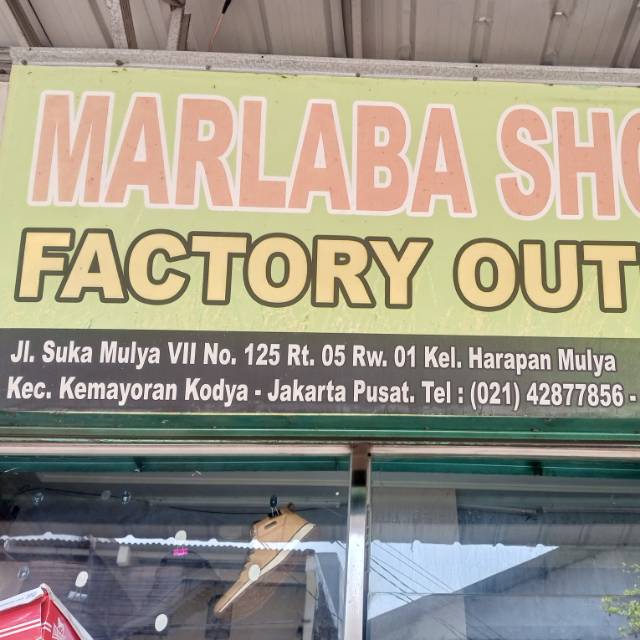 MARLABA SHO
FACTORY OUT
Jl. Suka Mulya VII No. 125 Rt. 05 Rw. 01 Kel. Harapan Mulya
Kec. Kemayoran Kodya - Jakarta Pusat. Tel : (021) 42877856 -